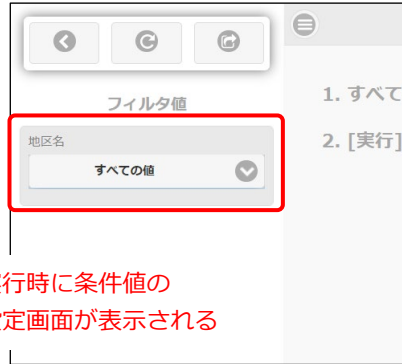 フィルタ値
地区名
すべての値
1. すべて
2. [実行]
行時に条件値の
定画面が表示される